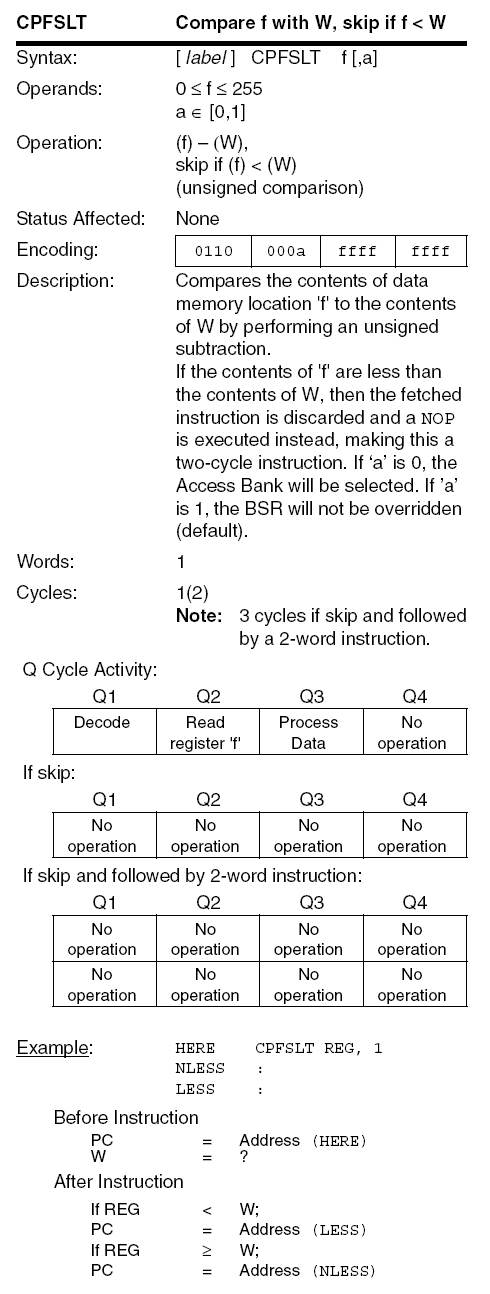 CPFSLT Compare f with W, skip if f < W
Syntax: [ label ] CPFSLT f [,a]
Operands: 0 ≤ f ≤ 255
a ∈ [0,1]
Operation: (f) – (W),
skip if (f) < (W)
(unsigned comparison)
Status Affected: None
Encoding: 0110 000a ffff ffff
Description: Compares the contents of data
memory location 'f' to the contents
of W by performing an unsigned
subtraction.
If the contents of 'f' are less than
the contents of W, then the fetched
instruction is discarded and a NOP
is executed instead, making this a
two-cycle instruction. If ‘a’ is 0, the
Access Bank will be selected. If ’a’
is 1, the BSR will not be overridden
(default).
Words: 1
Cycles: 1(2)
Note: 3 cycles if skip and followed
by a 2-word instruction.
Q Cycle Activity:
Q1 Q2 Q3 Q4
Decode Read Process No
register 'f' Data operation
If skip:
Q1 Q2 Q3 Q4
No No No No
operation operation operation operation
If skip and followed by 2-word instruction:
Q1 Q2 Q3 Q4
No No No No
operation operation operation operation
No No No No
operation operation operation operation
Example: HERE CPFSLT REG, 1
NLESS :
LESS :
Before Instruction
PC = Address (HERE)
W = ?
After Instruction
If REG < W;
PC = Address (LESS)
If REG ≥ W;
PC = Address (NLESS)